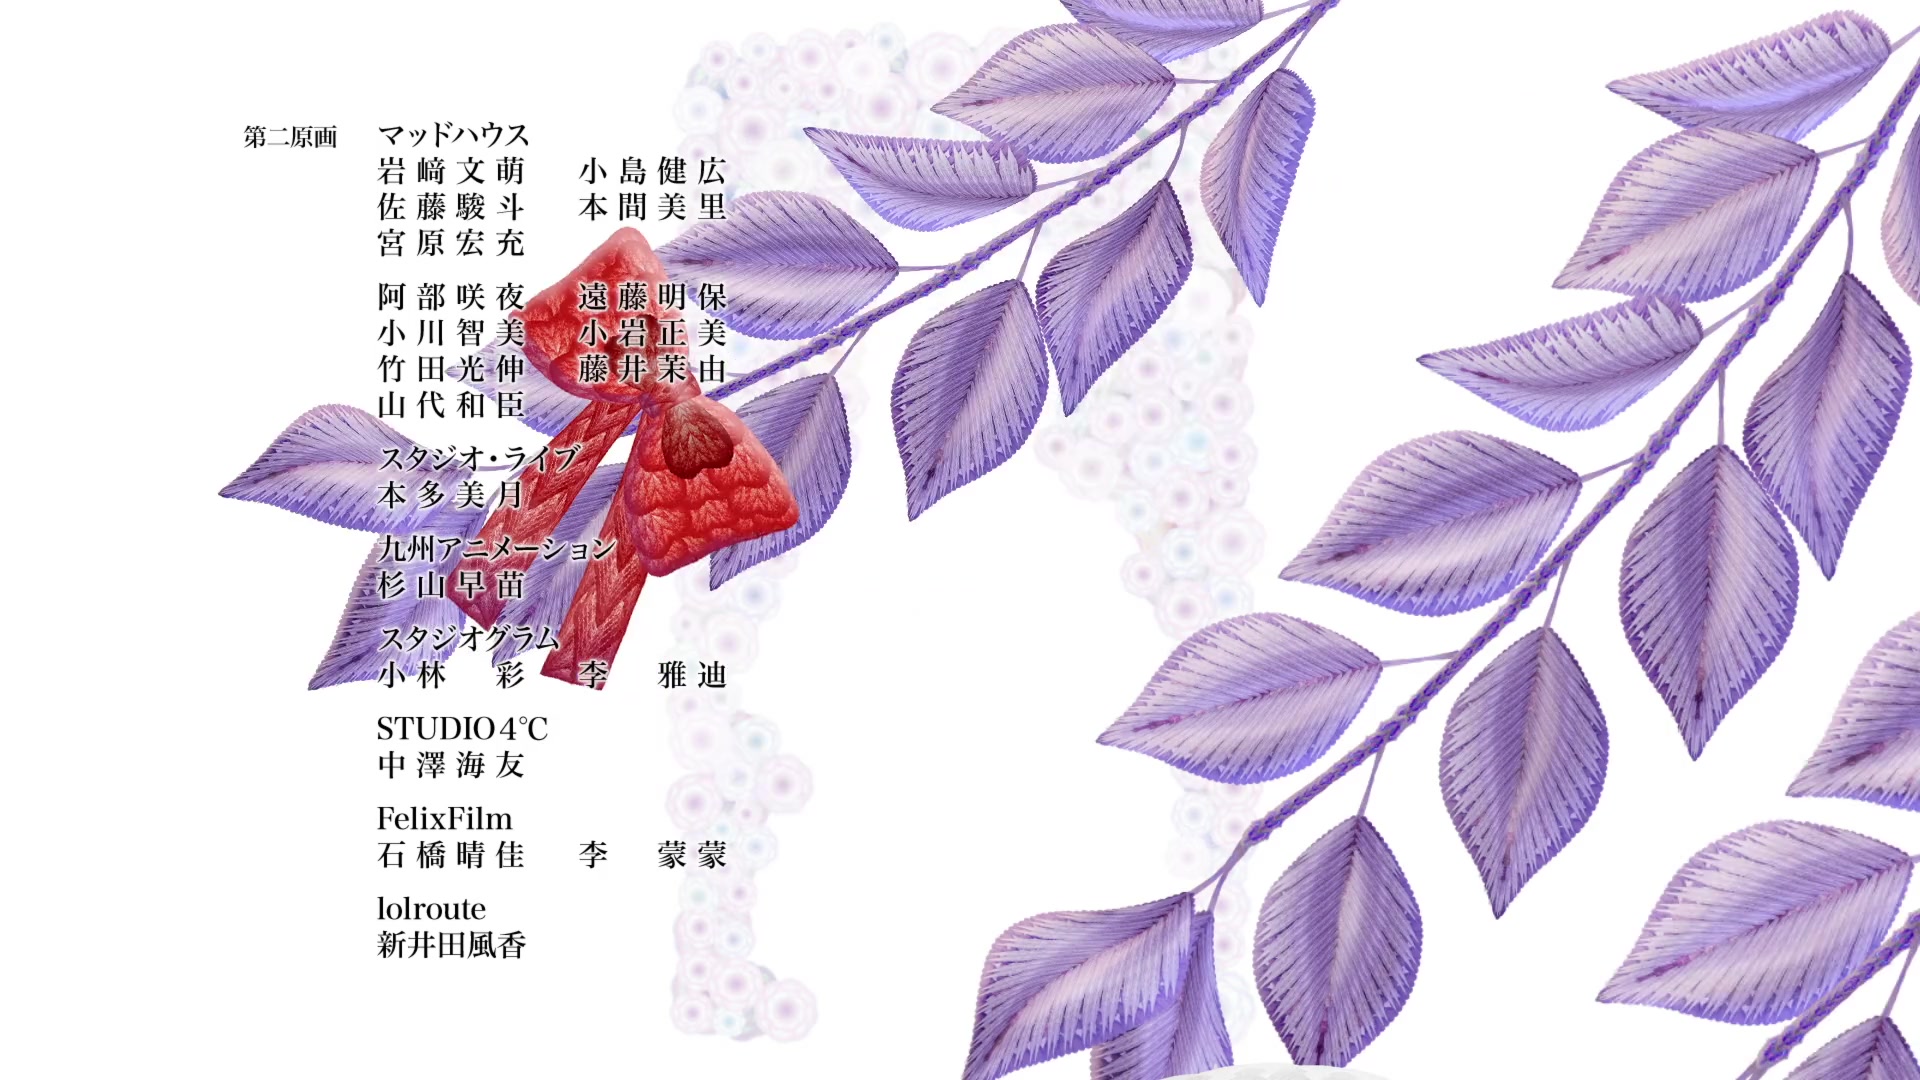 第二原画 マッドハウス
岩﨑文萌 小島健広
佐藤駿斗 本間美里
宮原宏充
阿部咲夜 遠藤明保
小川智美 小岩正美
竹田光伸 藤井茉由
山代和臣
スタジオ・ライブ
本多美月
九州アニメーション
杉山早苗
スタジオグラム
小林 彩 李 雅迪
STUDIO4℃
中澤海友
FelixFilm
石橋晴佳 李 蒙蒙
lolroute
新井田風香